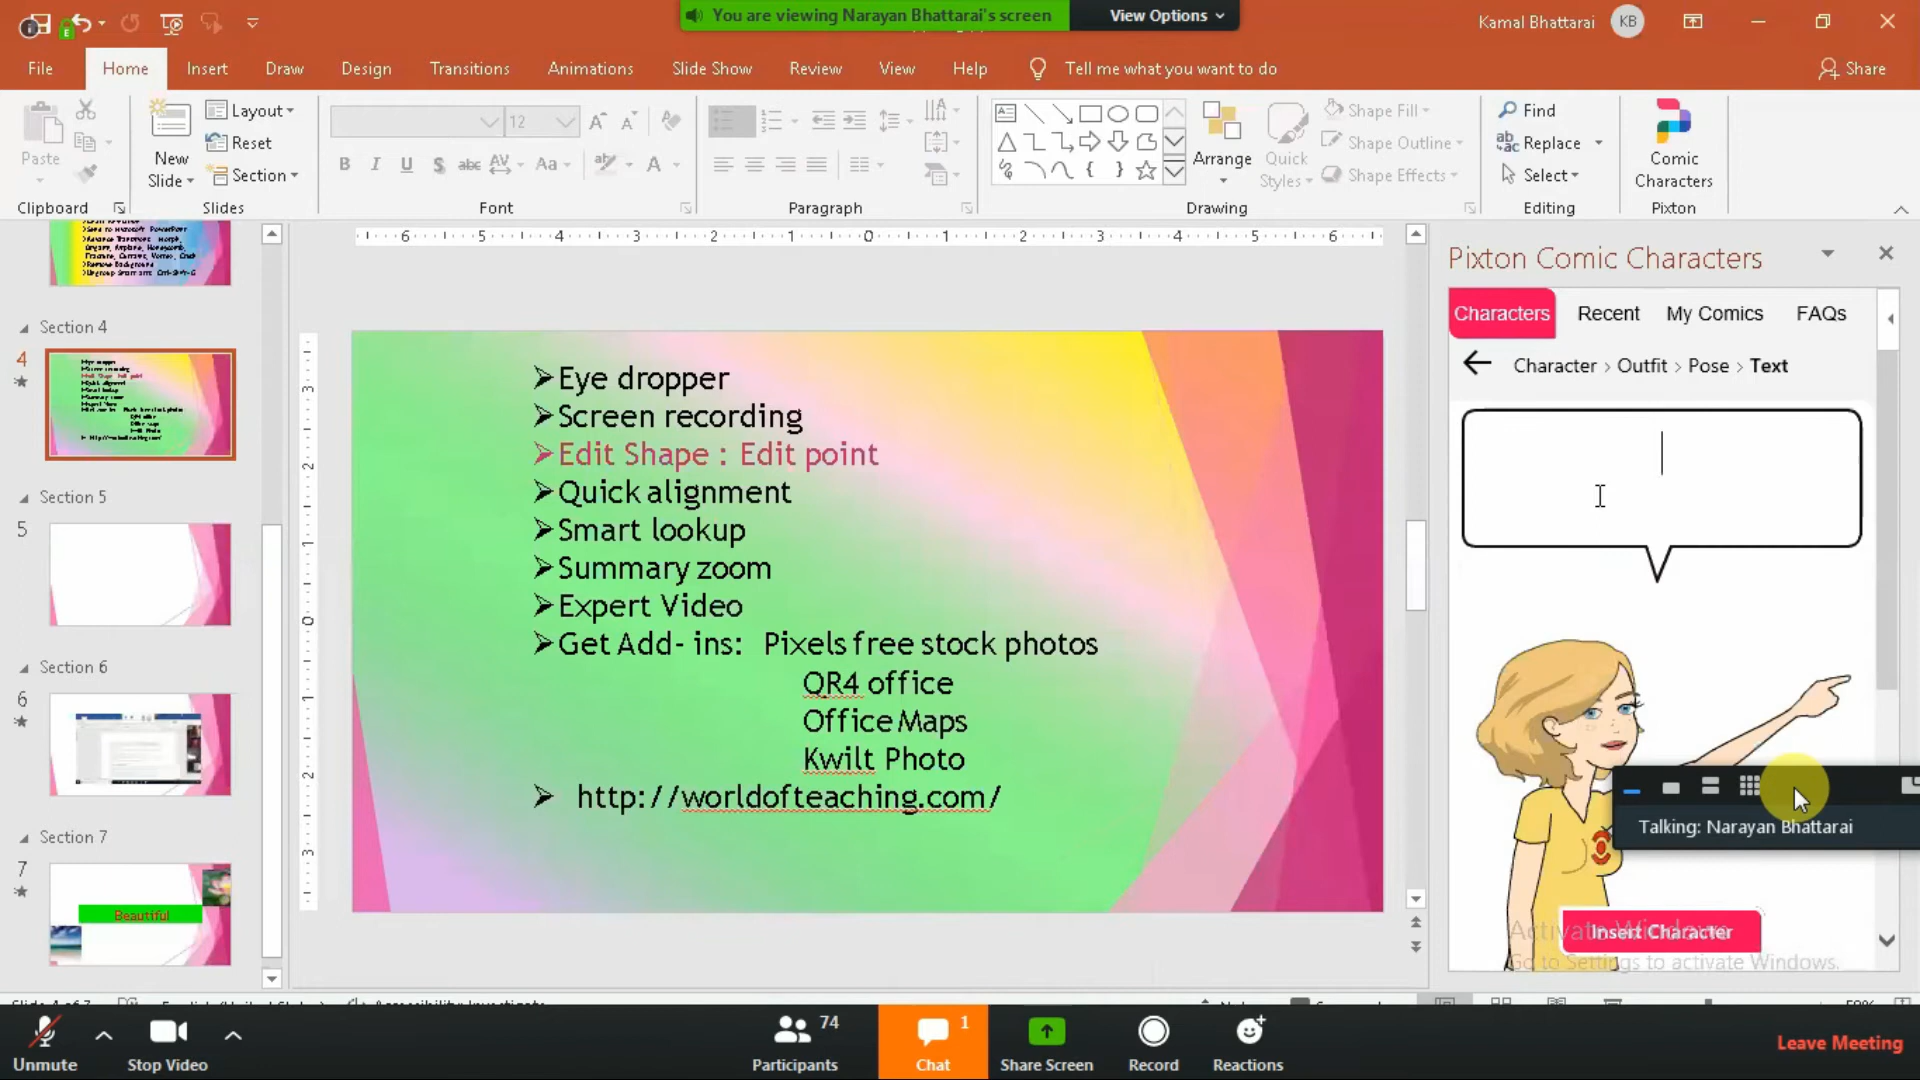 You are viewing Narayan Bhattarai's screen
View Options
Kamal Bhattarai
KB
File
Home
Insert
Draw
Design
Transitions
Animations
Slide Show
Review
View
Help
Tell me what you want to do
Share
Paste
New
Slide
Layout
Reset
Section
12
Arrange
Quick
Styles
Shape Fill
Shape Outline
Shape Effects
Find
Replace
Select
Comic
Characters
Clipboard
Slides
Font
Paragraph
Drawing
Editing
Pixton
Section 4
4
Section 5
5
Section 6
6
Section 7
7
Beautiful
➢Eye dropper
➢Screen recording
➢Edit Shape : Edit point
➢Quick alignment
➢Smart lookup
➢Summary zoom
➢Expert Video
➢Get Add- ins: Pixels free stock photos
QR4 office
Office Maps
Kwilt Photo
➢ http://worldofteaching.com/
Pixton Comic Characters
Characters
Recent
My Comics
FAQs
Character › Outfit › Pose › Text
Talking: Narayan Bhattarai
Insert Character
Activate Windows
Go to Settings to activate Windows.
Unmute
Stop Video
74
Participants
1
Chat
Share Screen
Record
Reactions
Leave Meeting